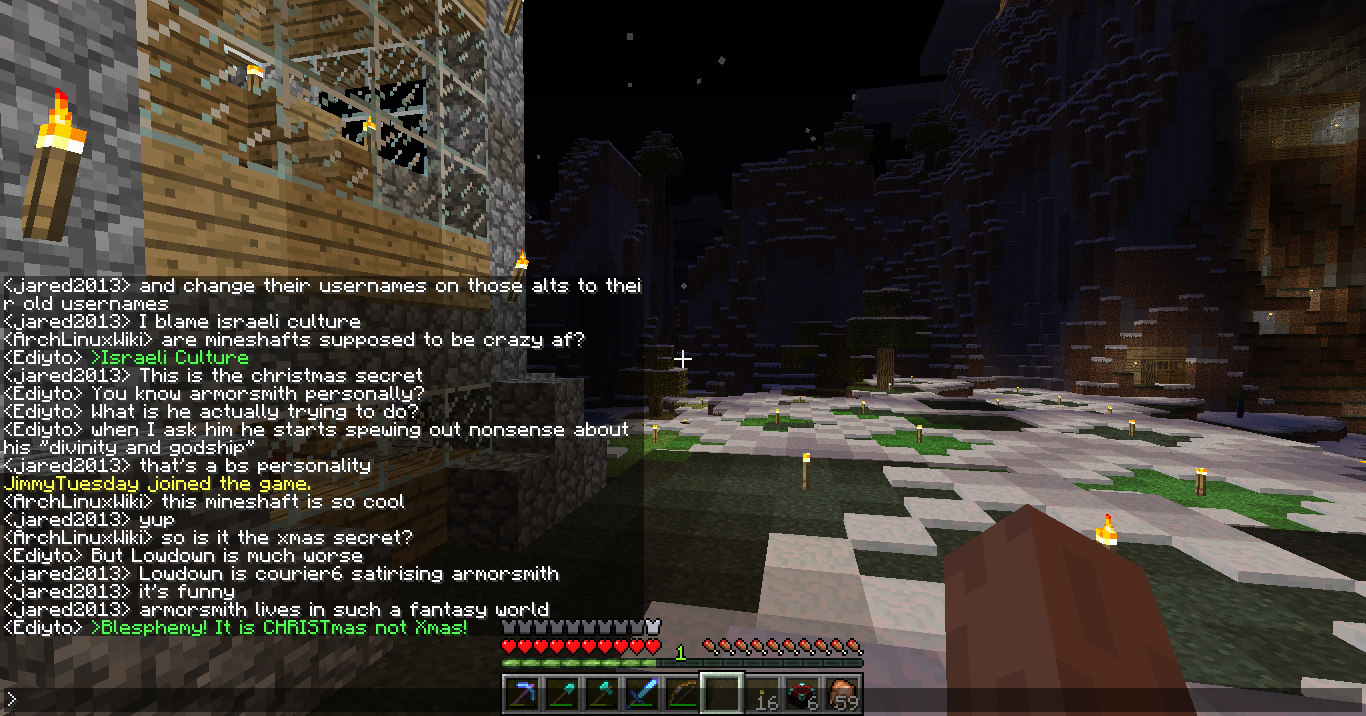 <jared2013> and change their usernames on those alts to thei
r old usernames
<jared2013> I blame israeli culture
<ArchLinuxWiki> are mineshafts supposed to be crazy af?
<Ediyto> >Israeli Culture
<jared2013> This is the christmas secret
<Ediyto> You know armorsmith personally?
<Ediyto> What is he actually trying to do?
<Ediyto> when I ask him he starts spewing out nonsense about
his "divinity and godship"
<jared2013> that's a bs personality
JimmyTuesday joined the game.
<ArchLinuxWiki> this mineshaft is so cool
<jared2013> yup
<ArchLinuxWiki> so is it the xmas secret?
<Ediyto> But Lowdown is much worse
<jared2013> Lowdown is courier6 satirising armorsmith
<jared2013> it's funny
<jared2013> armorsmith lives in such a fantasy world
<Ediyto> >Blesphemy! It is CHRISTmas not Xmas!
1
16 6 59
>